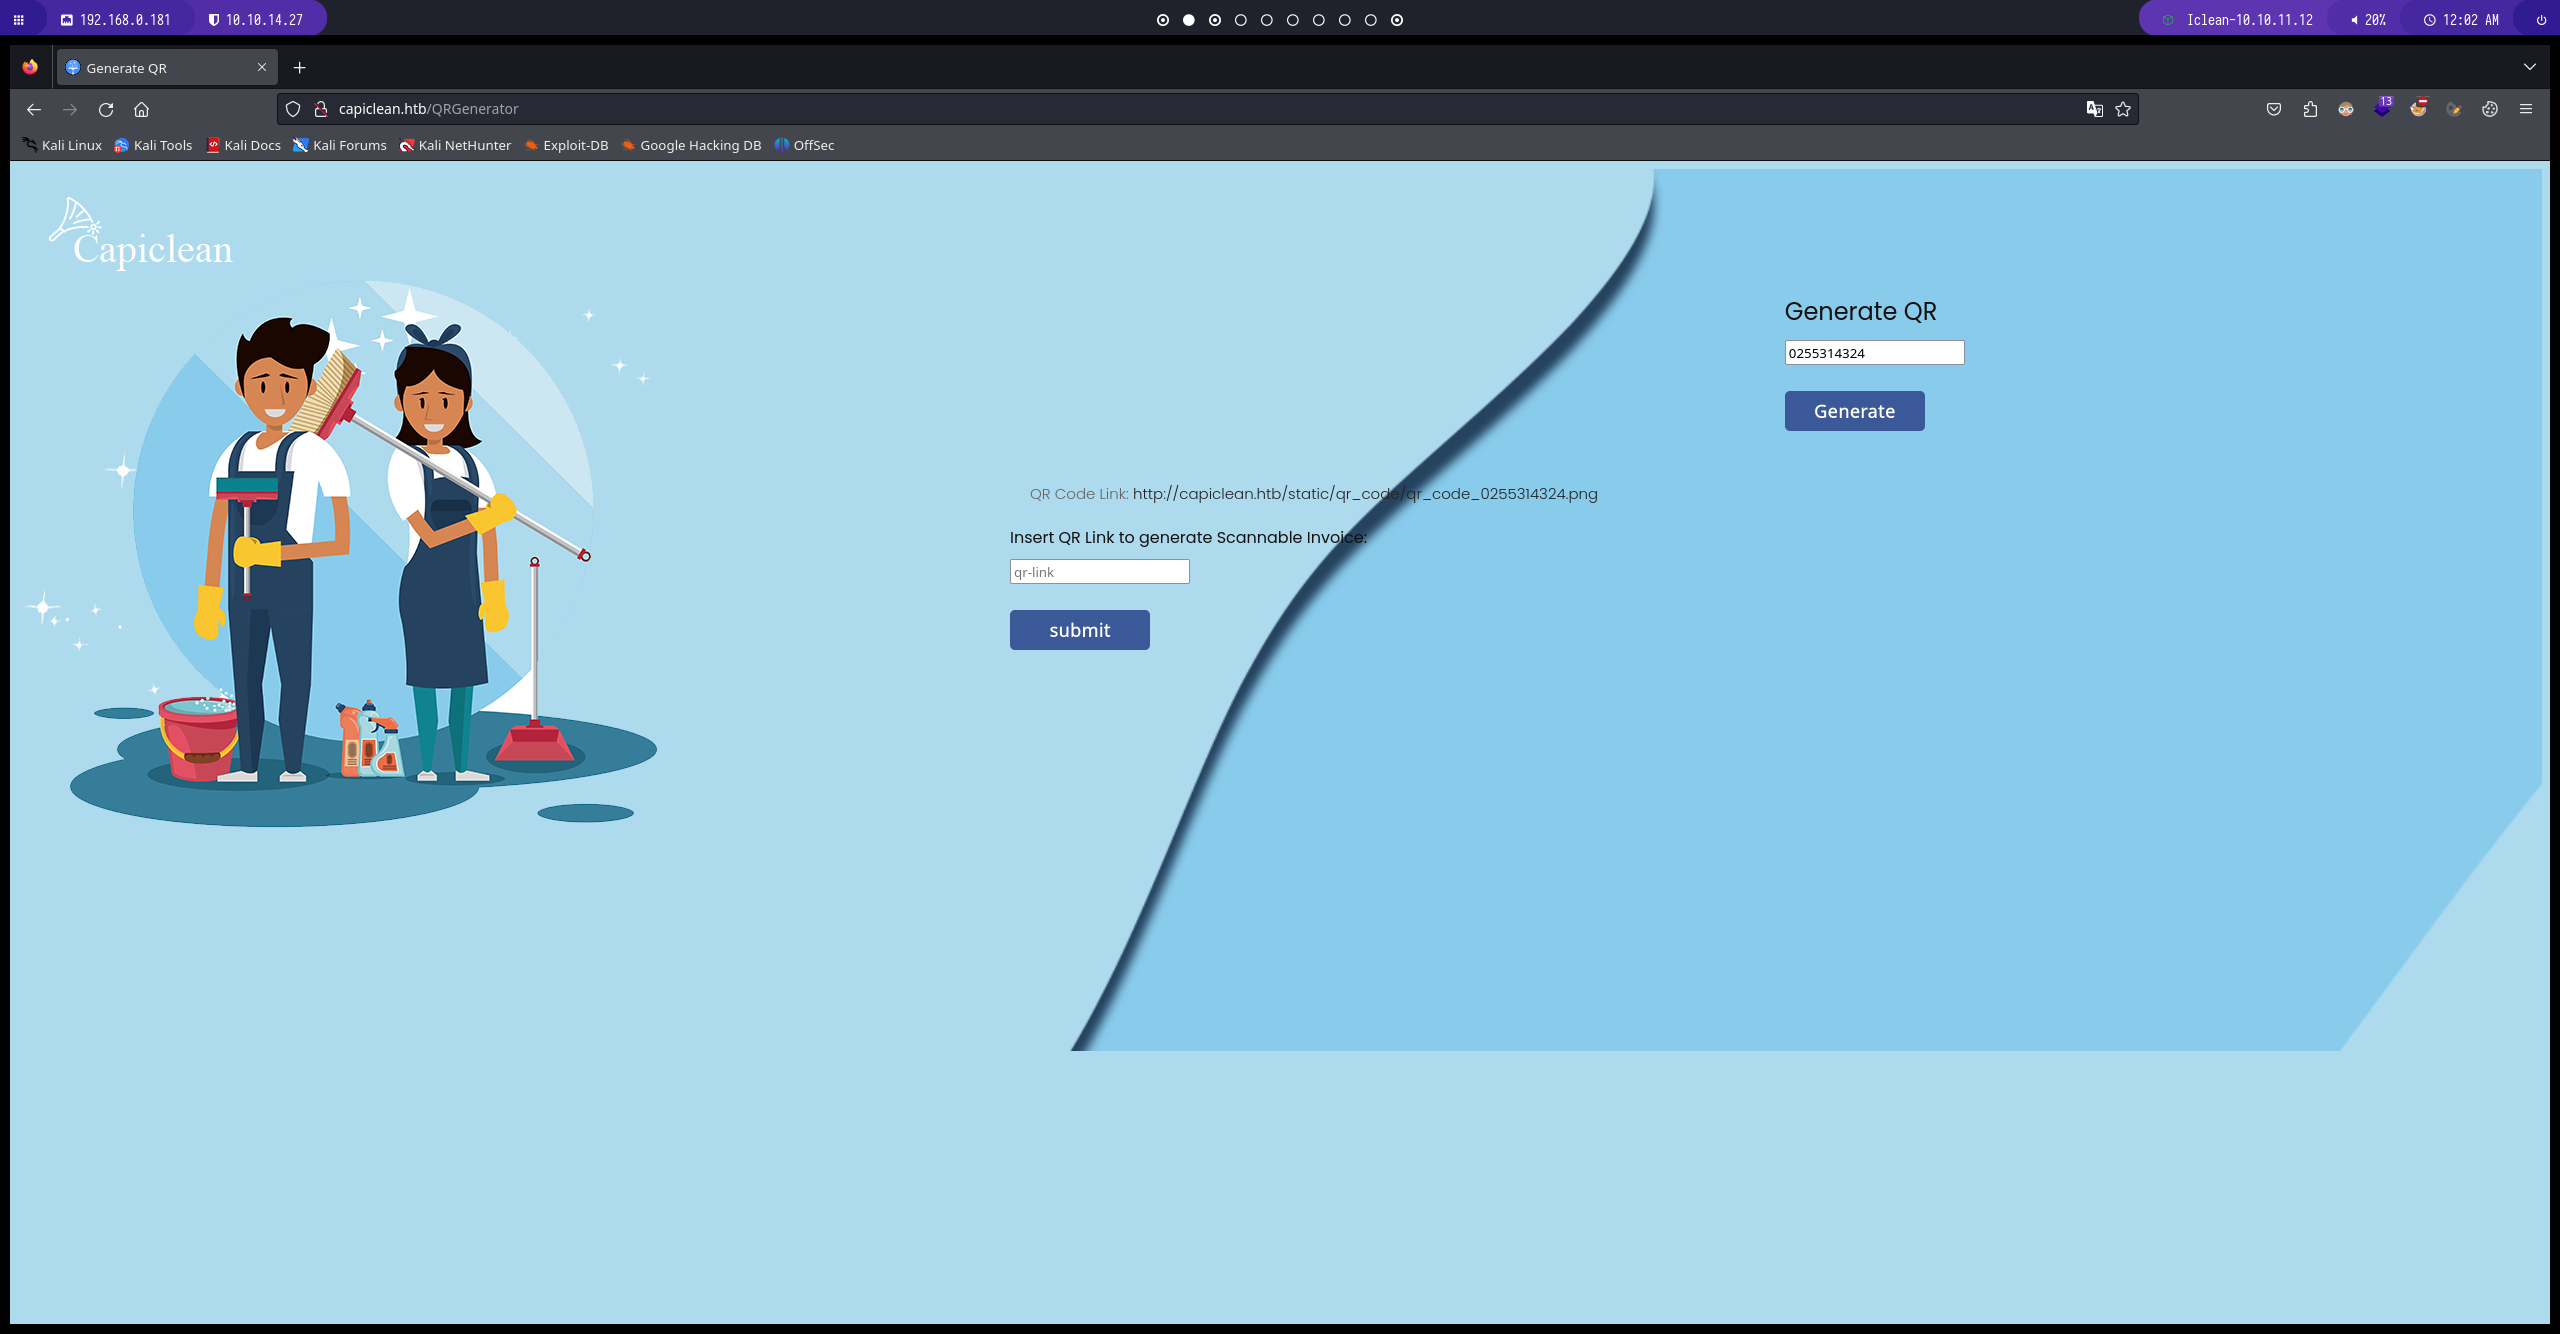 192.168.0.181
10.10.14.27
Iclean-10.10.11.12
20%
12:02 AM
Generate QR
capiclean.htb/QRGenerator
13
Kali Linux
Kali Tools
Kali Docs
Kali Forums
Kali NetHunter
Exploit-DB
Google Hacking DB
OffSec
Capiclean
Generate QR
0255314324
Generate
QR Code Link: http://capiclean.htb/static/qr_code/qr_code_0255314324.png
Insert QR Link to generate Scannable Invoice:
qr-link
submit